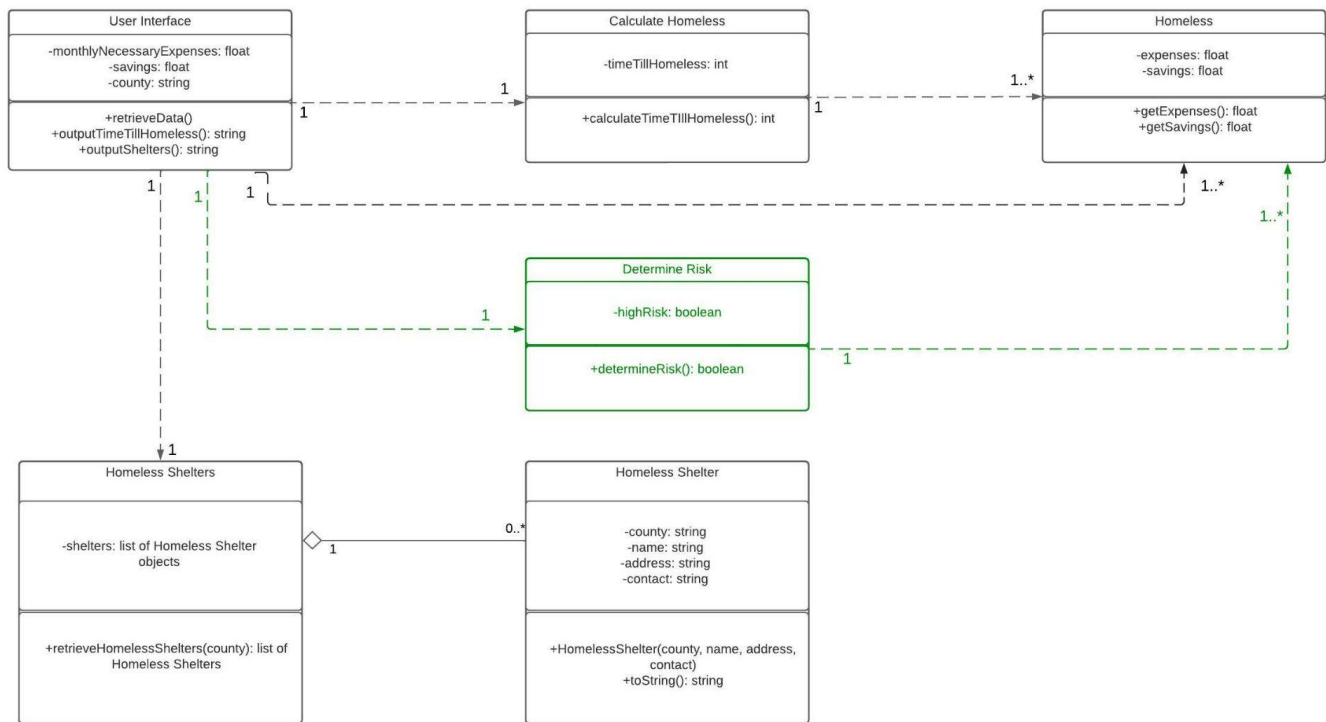 User Interface
-monthlyNecessaryExpenses: float
-savings: float
-county: string
+retrieveData()
+outputTimeTillHomeless(): string
+outputShelters(): string
1
1
Calculate Homeless
-timeTillHomeless: int
+calculateTimeTIllHomeless(): int
1
1..*
Homeless
-expenses: float
-savings: float
+getExpenses(): float
+getSavings(): float
1
1
1
1..*
1..*
Determine Risk
-highRisk: boolean
+determineRisk(): boolean
1
1
1
Homeless Shelters
-shelters: list of Homeless Shelter
objects
+retrieveHomelessShelters(county): list of
Homeless Shelters
1
0..*
Homeless Shelter
-county: string
-name: string
-address: string
-contact: string
+HomelessShelter(county, name, address,
contact)
+toString(): string